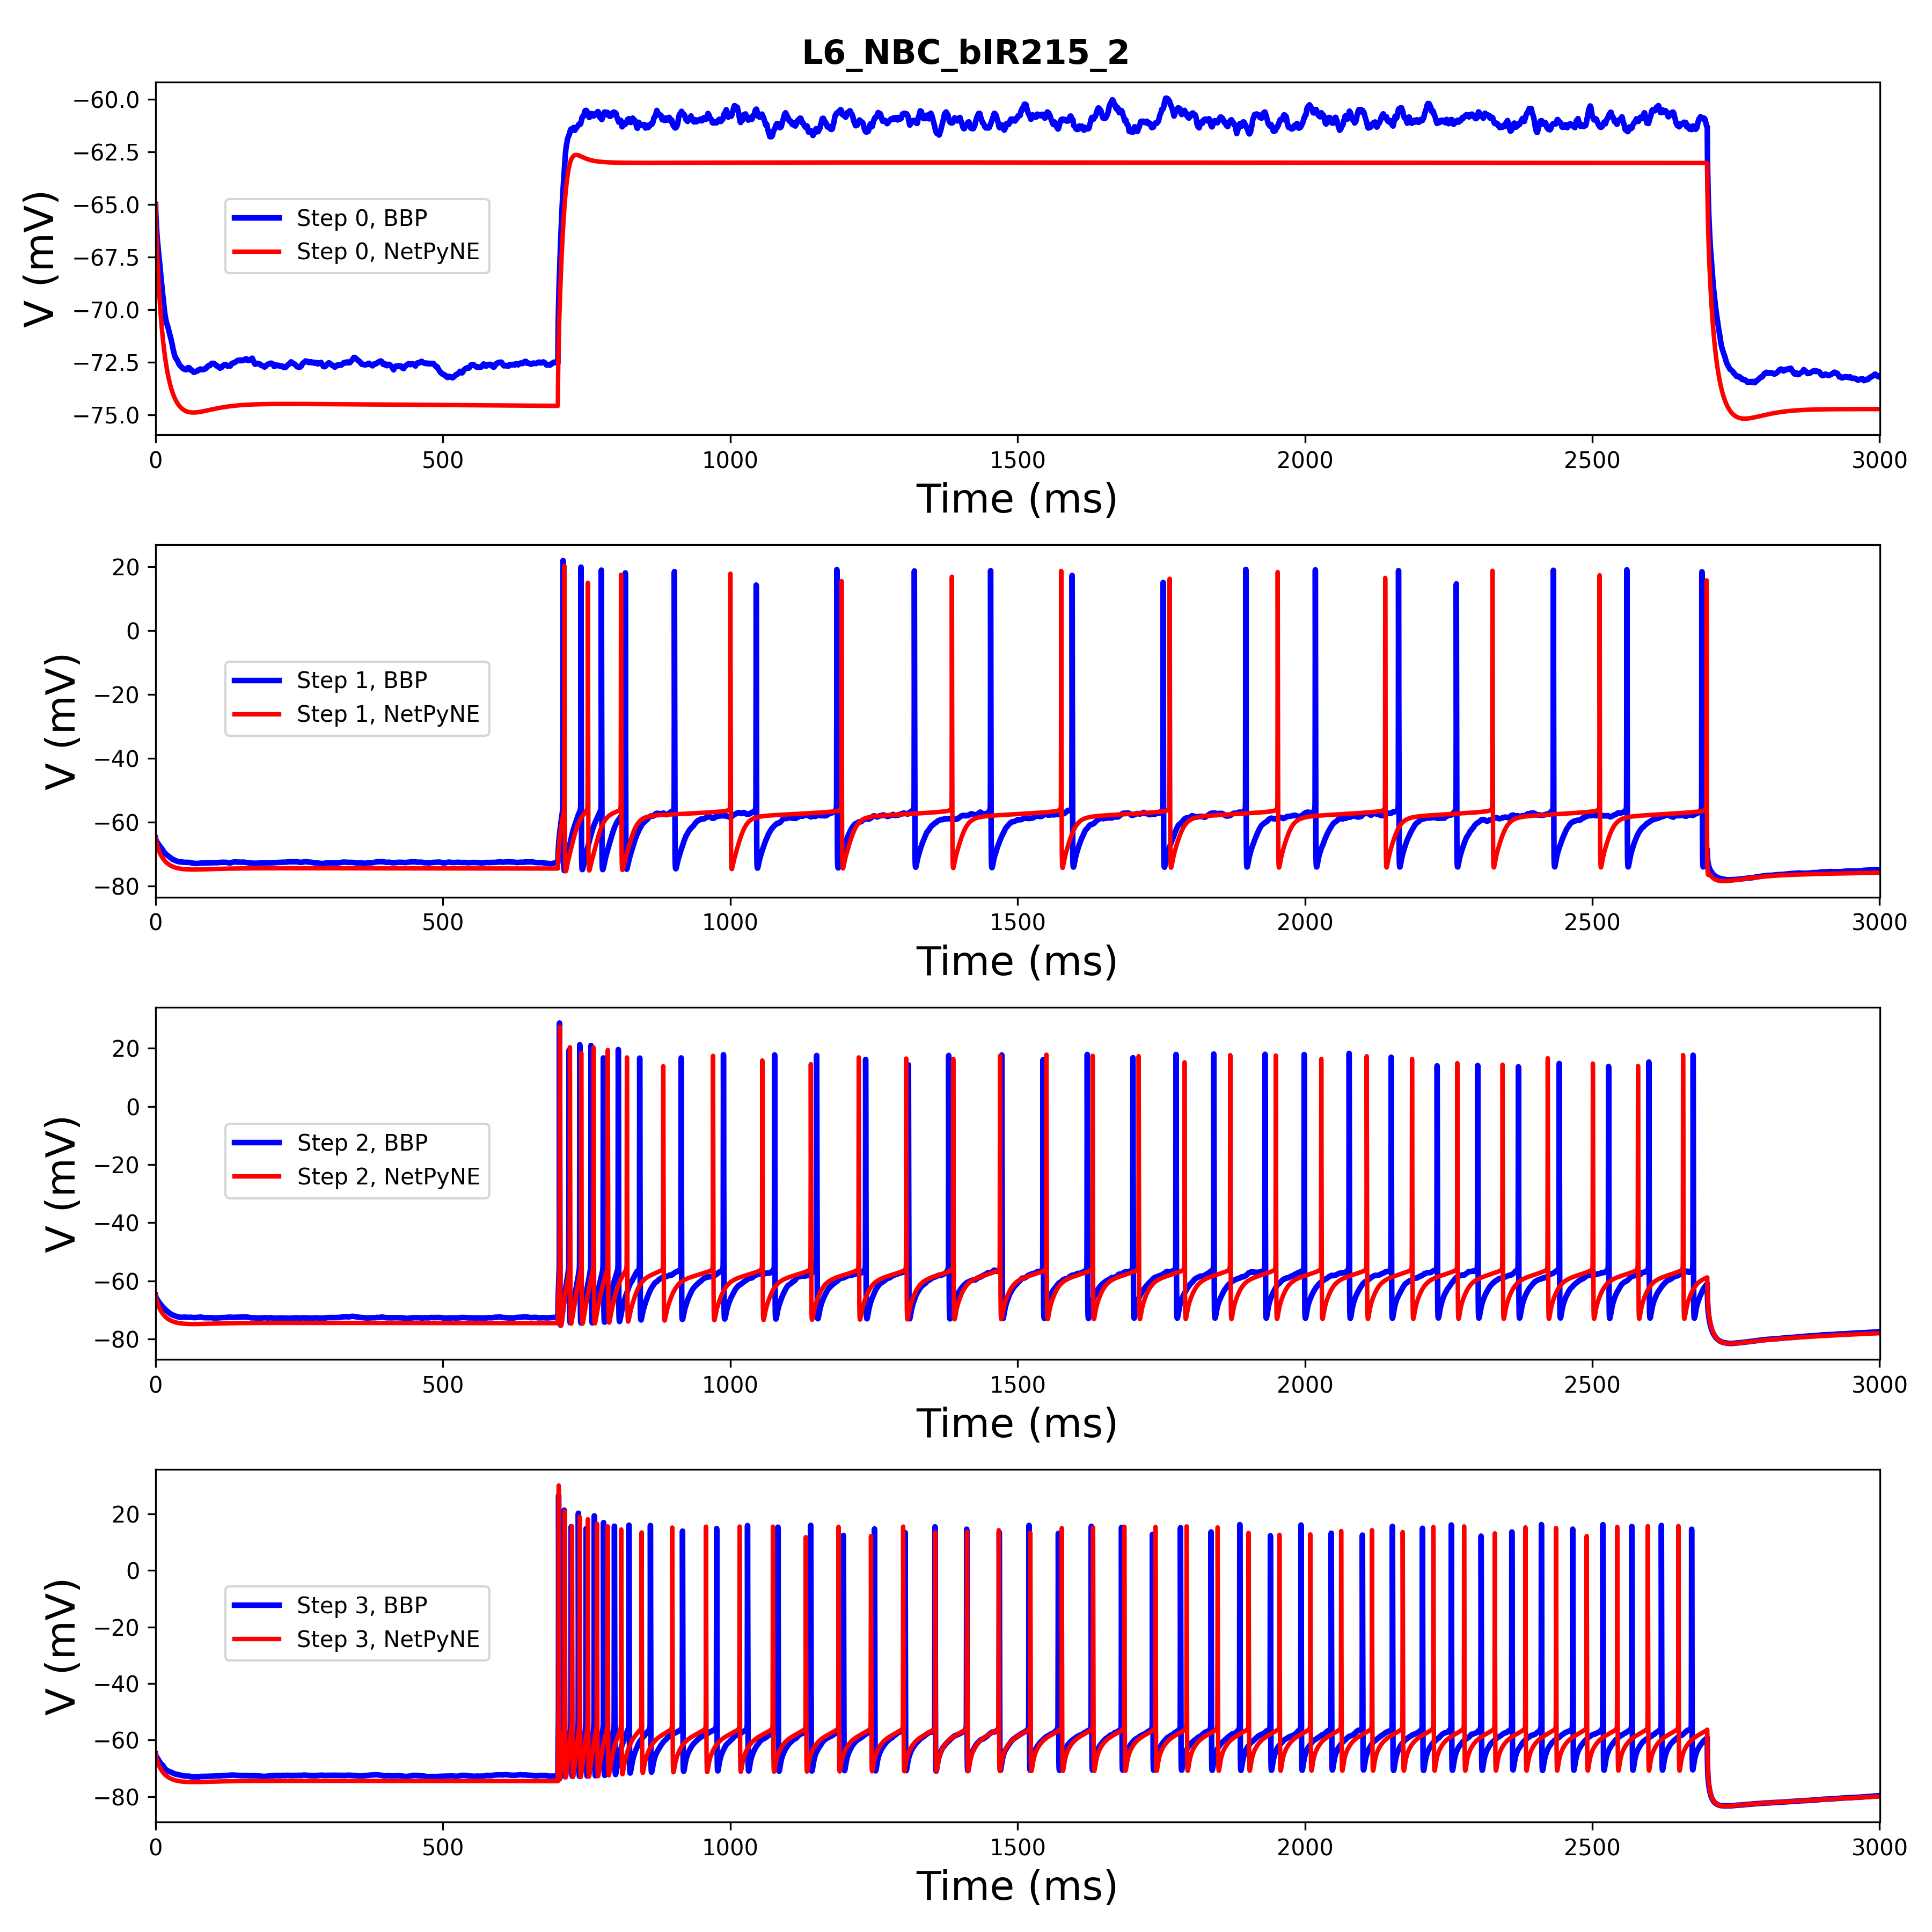 L6_NBC_bIR215_2
−60.0
−62.5
−65.0
−67.5
−70.0
−72.5
−75.0
V (mV)
Step 0, BBP
Step 0, NetPyNE
0 500 1000 1500 2000 2500 3000
Time (ms)
20
0
−20
−40
−60
−80
V (mV)
Step 1, BBP
Step 1, NetPyNE
0 500 1000 1500 2000 2500 3000
Time (ms)
20
0
−20
−40
−60
−80
V (mV)
Step 2, BBP
Step 2, NetPyNE
0 500 1000 1500 2000 2500 3000
Time (ms)
20
0
−20
−40
−60
−80
V (mV)
Step 3, BBP
Step 3, NetPyNE
0 500 1000 1500 2000 2500 3000
Time (ms)